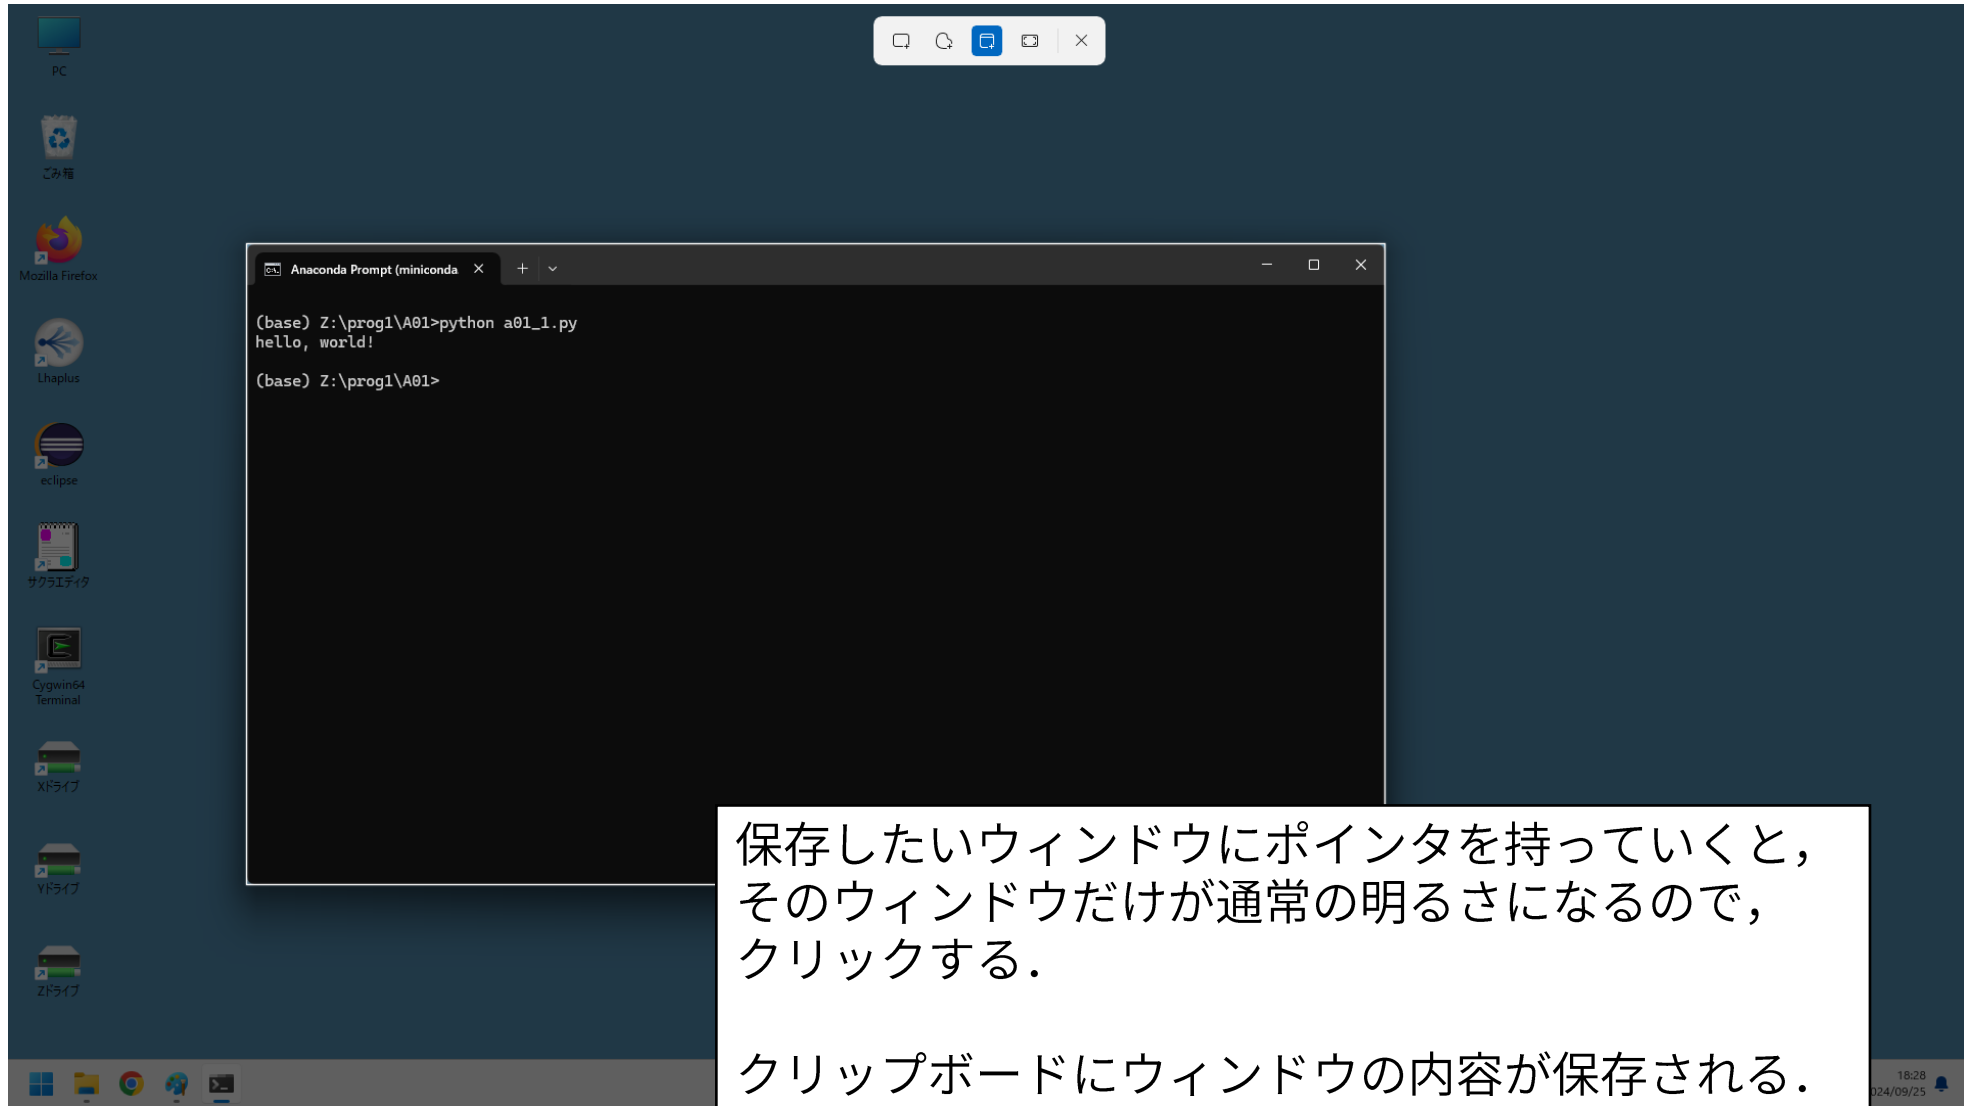 PC
ごみ箱
Mozilla Firefox
Lhaplus
eclipse
サクラエディタ
Cygwin64
Terminal
Xドライブ
Yドライブ
Zドライブ
Anaconda Prompt (miniconda
(base) Z:\prog1\A01>python a01_1.py
hello, world!
(base) Z:\prog1\A01>
保存したいウィンドウにポインタを持っていくと，
そのウィンドウだけが通常の明るさになるので，
クリックする．
クリップボードにウィンドウの内容が保存される．
18:28
024/09/25